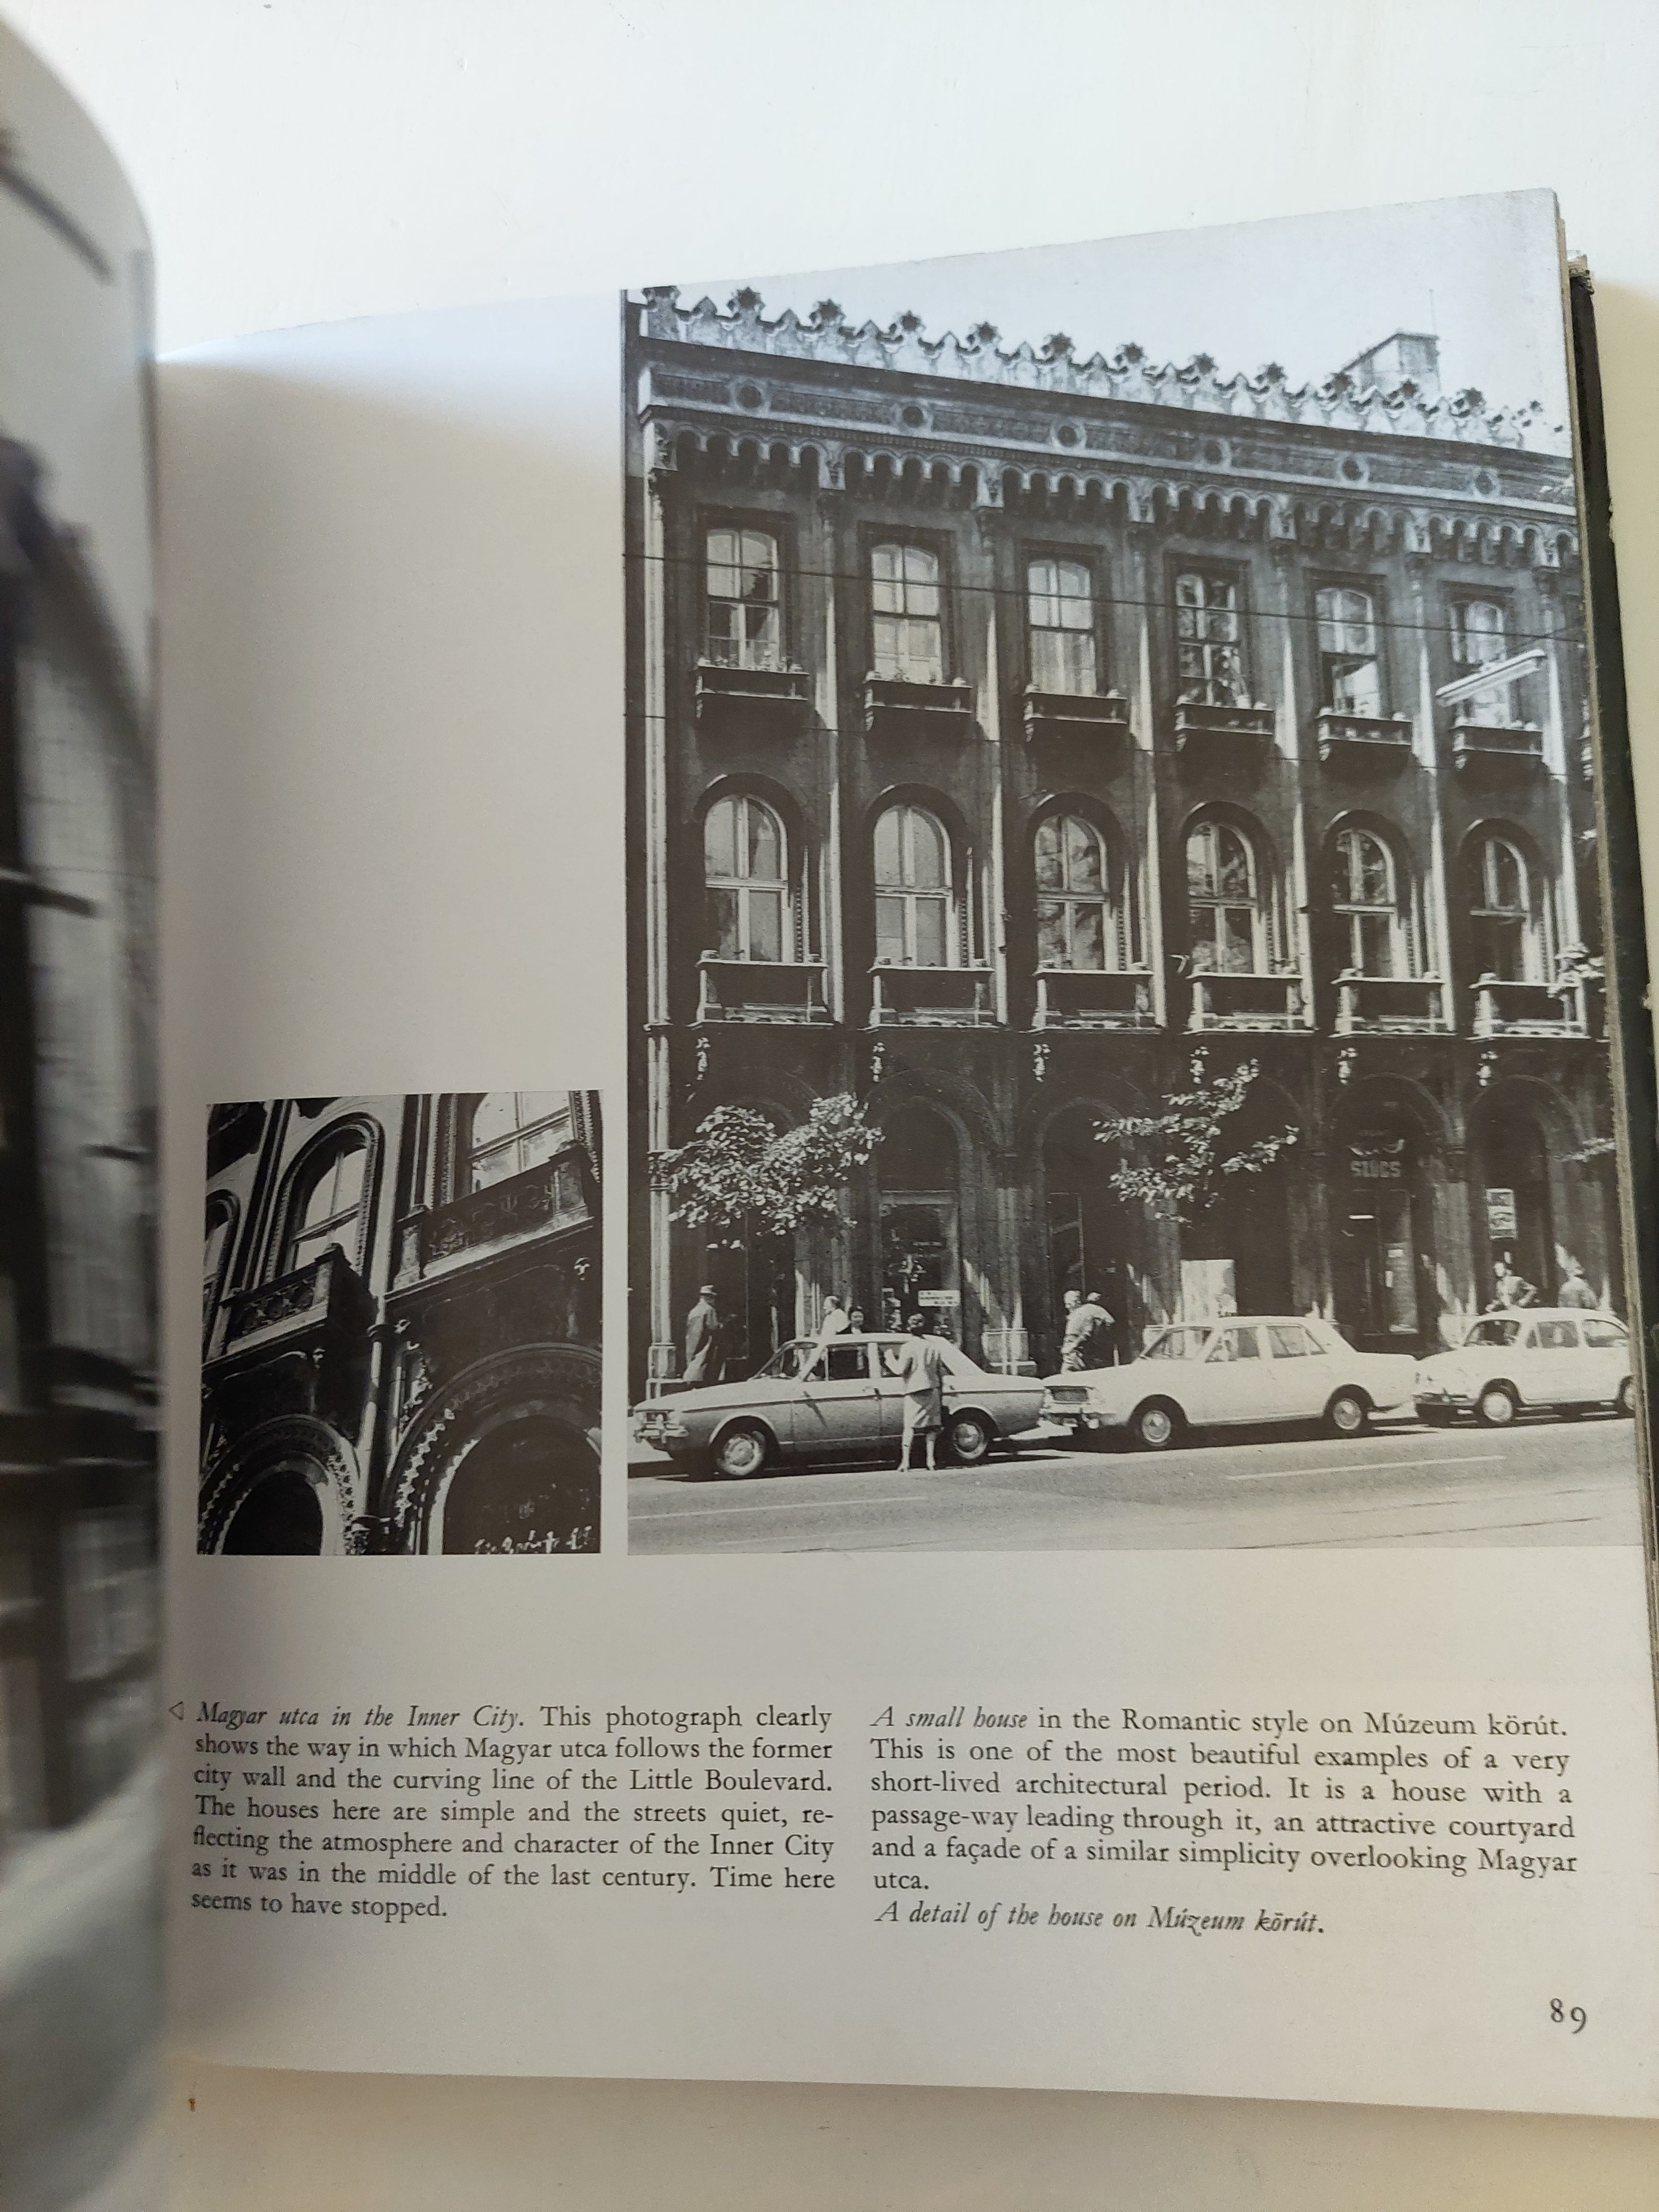 SLUCS
◁ Magyar utca in the Inner City. This photograph clearly
shows the way in which Magyar utca follows the former
city wall and the curving line of the Little Boulevard.
The houses here are simple and the streets quiet, re-
flecting the atmosphere and character of the Inner City
as it was in the middle of the last century. Time here
seems to have stopped.
A small house in the Romantic style on Múzeum körút.
This is one of the most beautiful examples of a very
short-lived architectural period. It is a house with a
passage-way leading through it, an attractive courtyard
and a façade of a similar simplicity overlooking Magyar
utca.
A detail of the house on Múzeum körút.
89